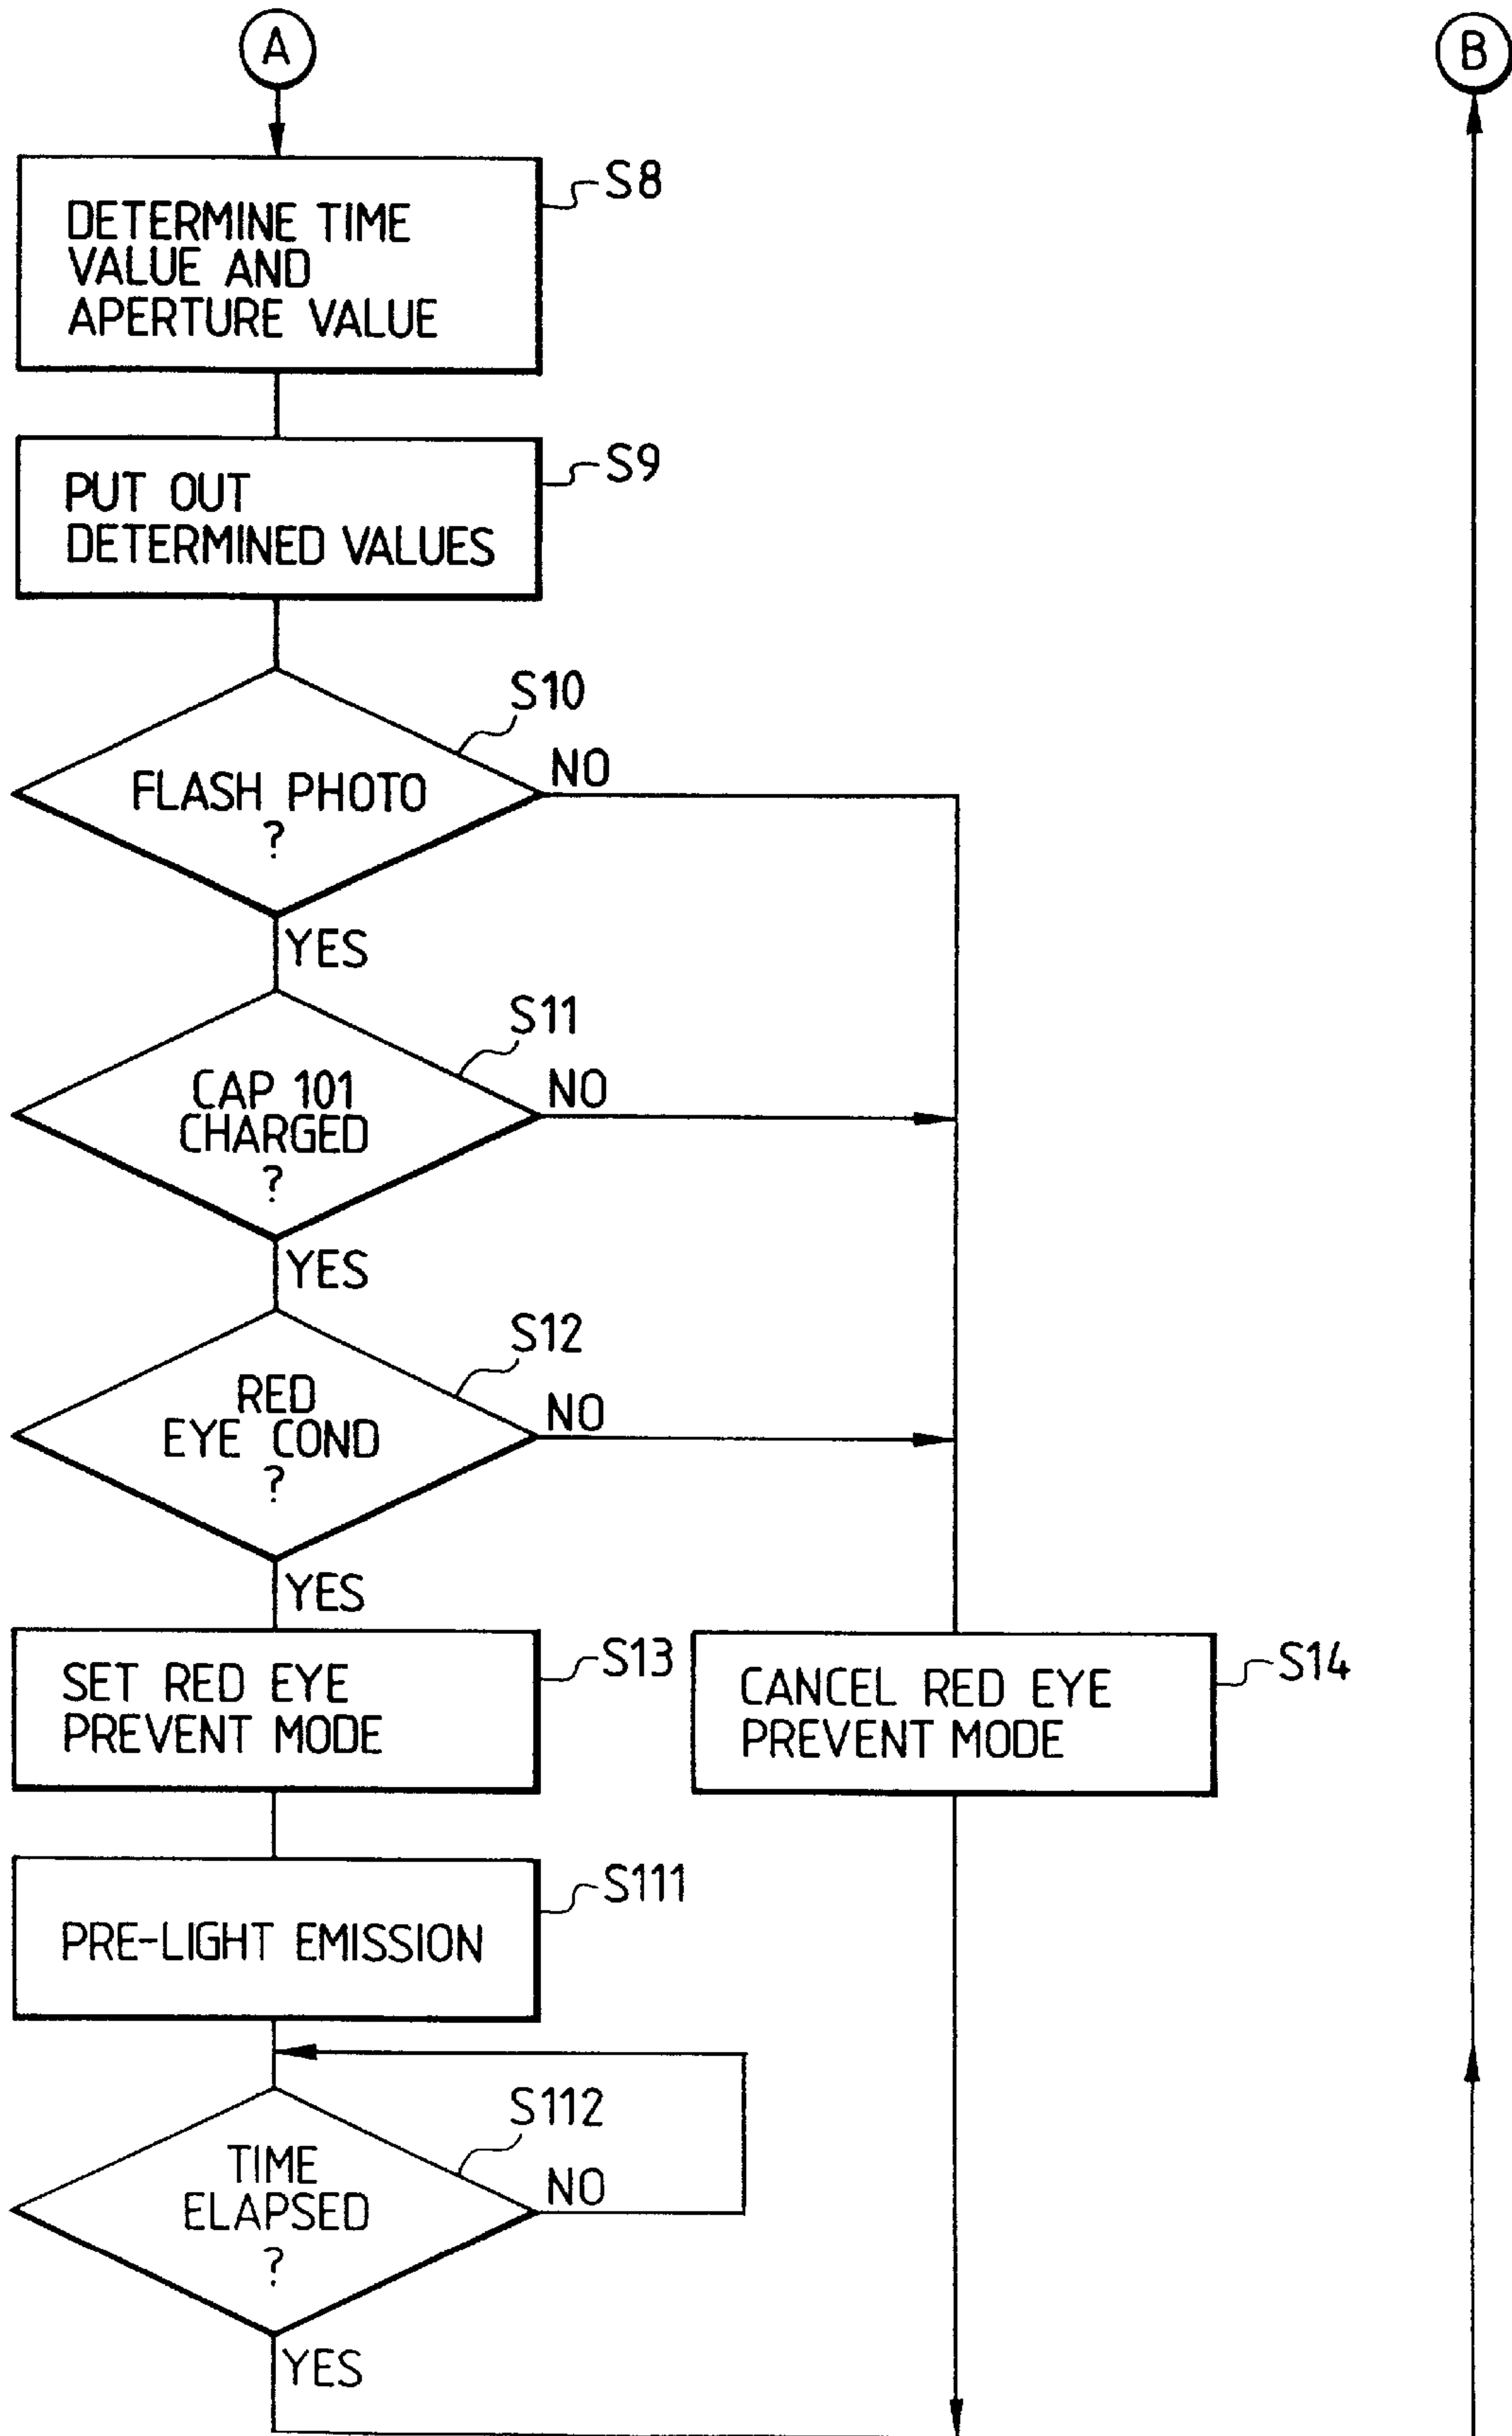 A
B
S8
DETERMINE TIME
VALUE AND
APERTURE VALUE
S9
PUT OUT
DETERMINED VALUES
S10
FLASH PHOTO
?
NO
YES
S11
CAP 101
CHARGED
?
NO
YES
S12
RED
EYE COND
?
NO
YES
S13
SET RED EYE
PREVENT MODE
S14
CANCEL RED EYE
PREVENT MODE
S111
PRE-LIGHT EMISSION
S112
TIME
ELAPSED
?
NO
YES